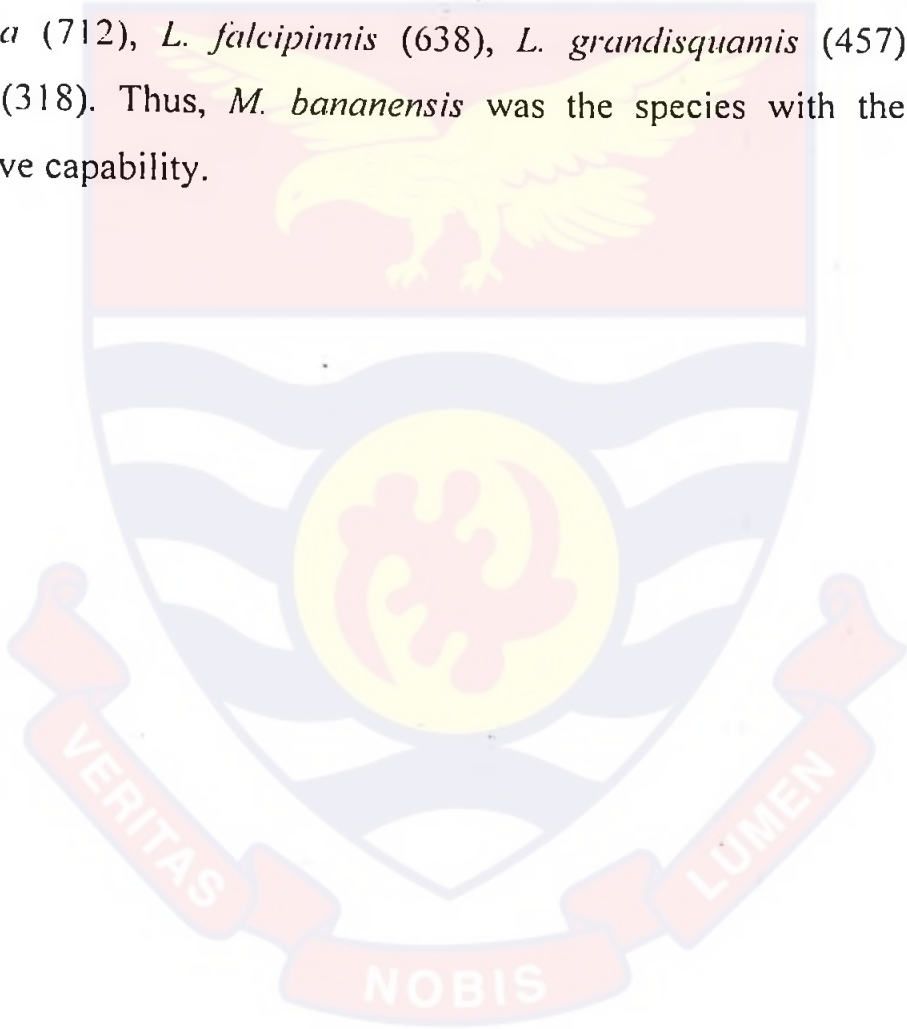 a (712), L. falcipinnis (638), L. grandisquamis (457)
(318). Thus, M. bananensis was the species with the
ve capability.
VERITAS
NOBIS
LUMEN